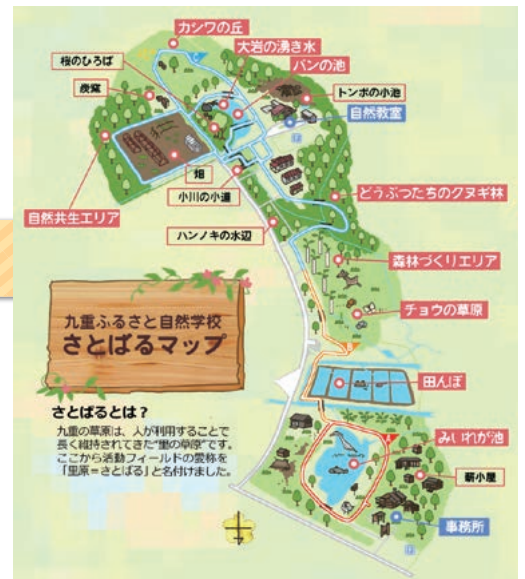 カシワの丘
大岩の湧き水
桜のひろば
バンの池
炭窯
トンボの小池
自然教室
畑
小川の小道
どうぶつたちのクヌギ林
自然共生エリア
ハンノキの水辺
森林づくりエリア
チョウの草原
B
九重ふるさと自然学校
さとばるマップ
田んぼ
さとばるとは？
九重の草原は、人が利用することで
長く維持されてきた“里の草原”です。
ここから活動フィールドの愛称を
「里原＝さとばる」と名付けました。
みいれが池
A
薪小屋
事務所